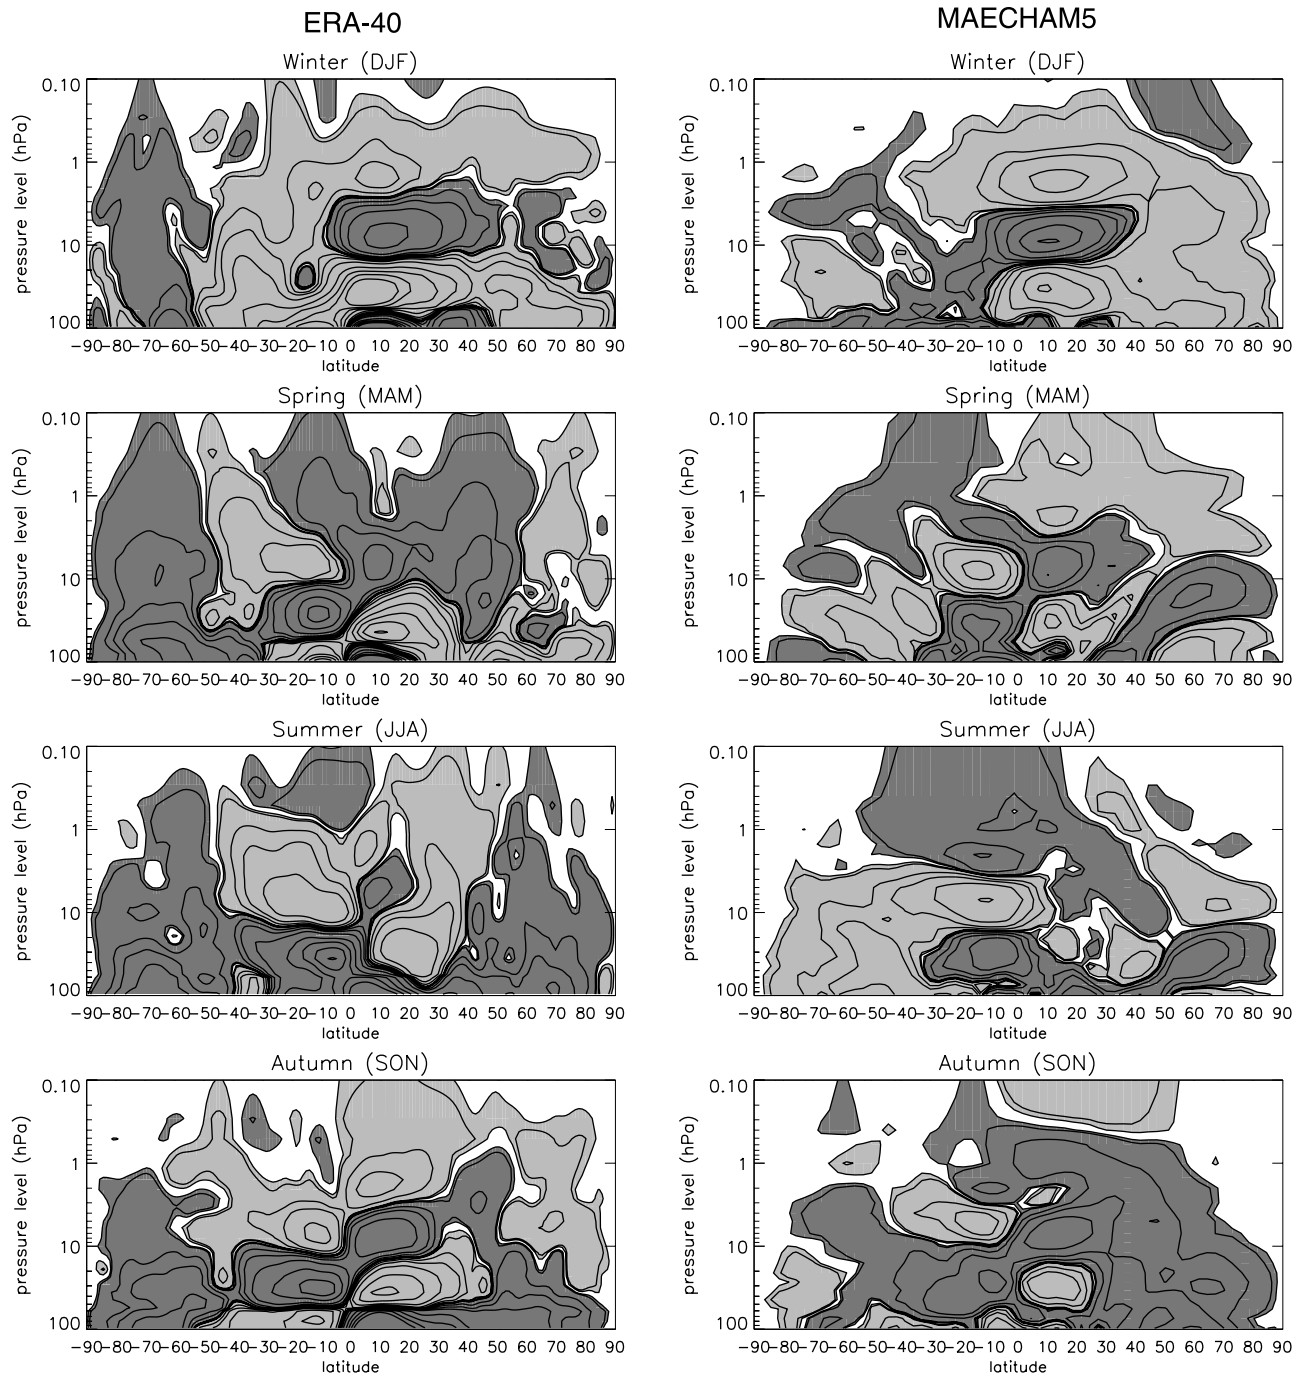 ERA-40 MAECHAM5
Winter (DJF) Winter (DJF)
pressure level (hPa) pressure level (hPa)
0.10 0.10
1 1
10 10
100 100
-90 -80 -70 -60 -50 -40 -30 -20 -10 0 10 20 30 40 50 60 70 80 90 -90 -80 -70 -60 -50 -40 -30 -20 -10 0 10 20 30 40 50 60 70 80 90
latitude latitude
Spring (MAM) Spring (MAM)
pressure level (hPa) pressure level (hPa)
0.10 0.10
1 1
10 10
100 100
-90 -80 -70 -60 -50 -40 -30 -20 -10 0 10 20 30 40 50 60 70 80 90 -90 -80 -70 -60 -50 -40 -30 -20 -10 0 10 20 30 40 50 60 70 80 90
latitude latitude
Summer (JJA) Summer (JJA)
pressure level (hPa) pressure level (hPa)
0.10 0.10
1 1
10 10
100 100
-90 -80 -70 -60 -50 -40 -30 -20 -10 0 10 20 30 40 50 60 70 80 90 -90 -80 -70 -60 -50 -40 -30 -20 -10 0 10 20 30 40 50 60 70 80 90
latitude latitude
Autumn (SON) Autumn (SON)
pressure level (hPa) pressure level (hPa)
0.10 0.10
1 1
10 10
100 100
-90 -80 -70 -60 -50 -40 -30 -20 -10 0 10 20 30 40 50 60 70 80 90 -90 -80 -70 -60 -50 -40 -30 -20 -10 0 10 20 30 40 50 60 70 80 90
latitude latitude